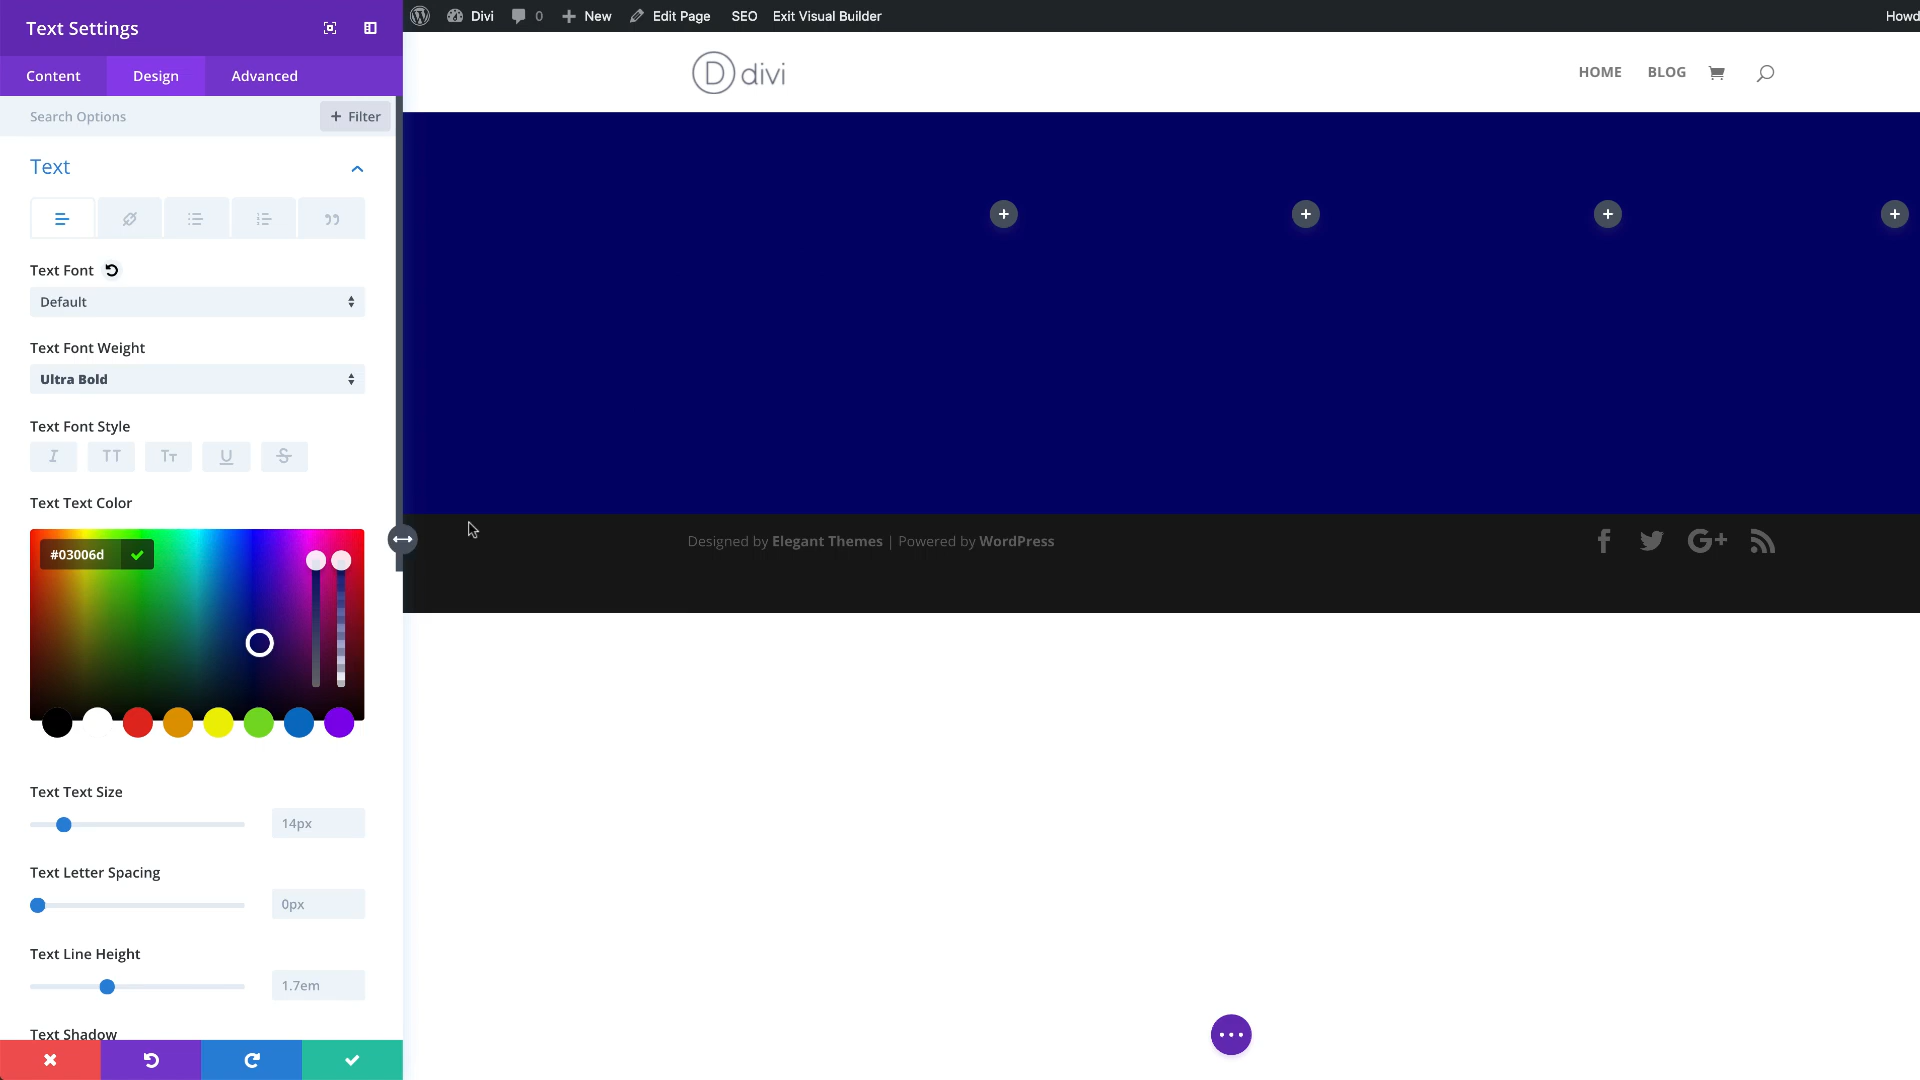 Text Settings
Divi
0
New
Edit Page
SEO
Exit Visual Builder
Howd
Content
Design
Advanced
divi
HOME
BLOG
Search Options
+ Filter
Text
Text Font
Default
Text Font Weight
Ultra Bold
Text Font Style
I
TT
Tт
U
S
Text Text Color
#03006d
Designed by Elegant Themes | Powered by WordPress
Text Text Size
14px
Text Letter Spacing
0px
Text Line Height
1.7em
Text Shadow